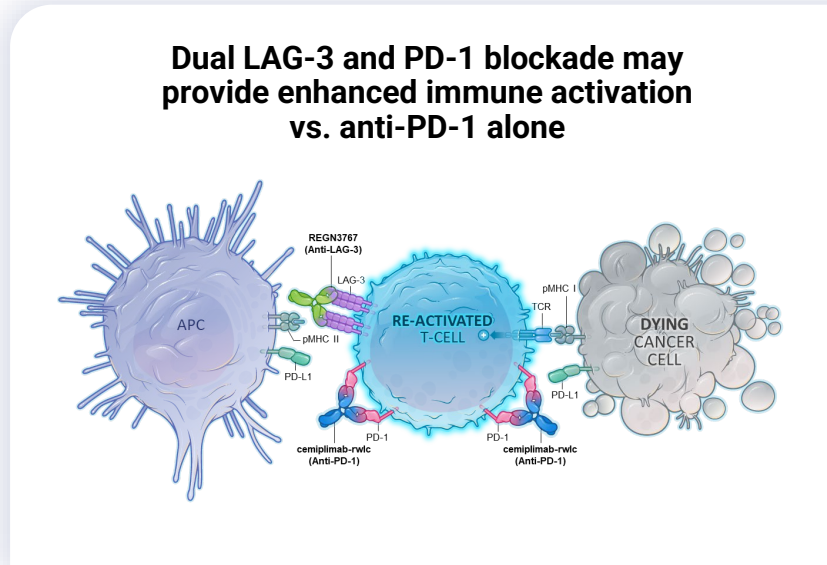 Dual LAG-3 and PD-1 blockade may
provide enhanced immune activation
vs. anti-PD-1 alone
REGN3767
(Anti-LAG-3)
LAG-3
APC
pMHC II
PD-L1
RE-ACTIVATED
T-CELL
pMHC I
TCR
DYING
CANCER
CELL
PD-L1
PD-1
cemiplimab-rwlc
(Anti-PD-1)
PD-1
cemiplimab-rwlc
(Anti-PD-1)